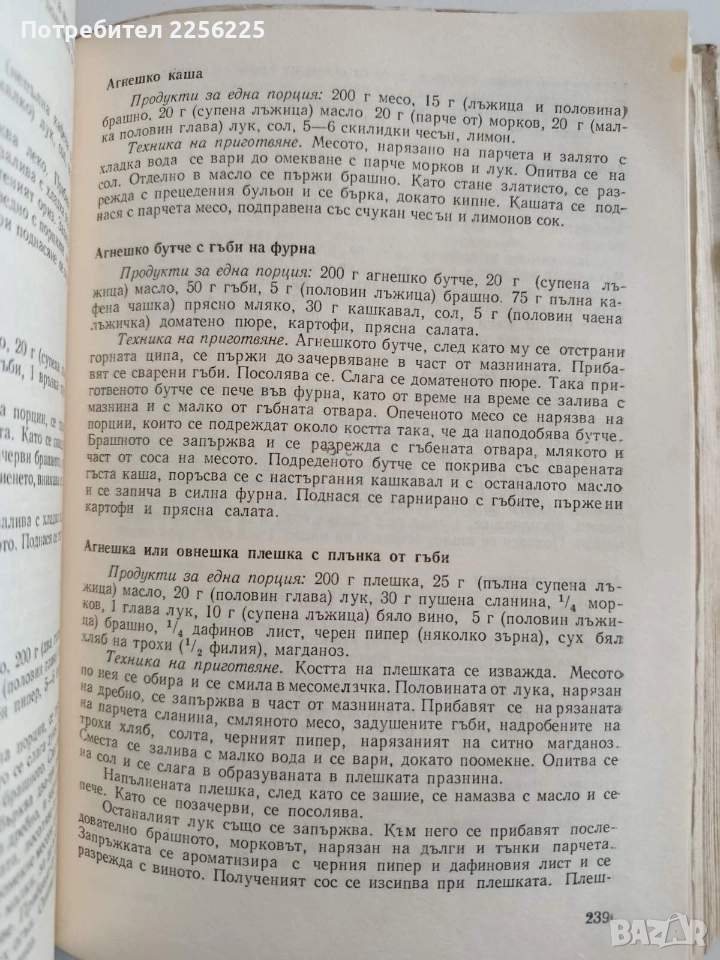 Потребител 2256225
Агнешко каша
Продукти за една порция: 200 г месо, 15 г (лъжица и половина)
брашно, 20 г (супена лъжица) масло 20 г (парче от) морков, 20 г (мал-
ка половин глава) лук, сол, 5—6 скилидки чесън, лимон.
Техника на приготвяне. Месото, нарязано на парчета и залято с
хладка вода се вари до омекване с парче морков и лук. Опитва се на
сол. Отделно в масло се пържи брашно. Като стане златисто, се раз-
режда с прецедения бульон и се бърка, докато кипне. Кашата се под-
нася с парчета месо, подправена със счукан чесън и лимонов сок.
Агнешко бутче с гъби на фурна
Продукти за една порция: 200 г агнешко бутче, 20 г (супена лъ-
жица) масло, 50 г гъби, 5 г (половин лъжица) брашно. 75 г пълна ка-
фена чашка) прясно мляко, 30 г кашкавал, сол, 5 г (половин чаена
лъжичка) доматено пюре, картофи, прясна салата.
Техника на приготвяне. Агнешкото бутче, след като му се отстрани
горната ципа, се пържи до зачервяване в част от мазнината. Приба-
вят се сварени гъби. Посолява се. Слага се доматеното пюре. Така при-
готвеното бутче се пече във фурна, като от време на време се залива с
мазнина и с малко от гъбната отвара. Опеченото месо се нарязва на
порции, които се подреждат около костта така, че да наподобява бутче.
Брашното се запържва и се разрежда с гъбената отвара, млякото и
част от соса на месото. Подреденото бутче се покрива със сварената
гъста каша, поръсва се с настъргания кашкавал и с останалото масло
и се запича в силна фурна. Поднася се гарнирано с гъбите, пържени
картофи и прясна салата.
Агнешка или овнешка плешка с плънка от гъби
Продукти за една порция: 200 г плешка, 25 г (пълна супена лъ-
жица) масло, 20 г (половин глава) лук, 30 г пушена сланина, 1/4 мор-
ков, 1 глава лук, 10 г (супена лъжица) бяло вино, 5 г (половин лъжи-
ца) брашно, 1/4 дафинов лист, черен пипер (няколко зърна), сух бял
хляб на трохи (1/2 филия), магданоз.
Техника на приготвяне. Костта на плешката се изважда. Месото
по нея се обира и се смила в месомелачка. Половината от лука, нарязан
на дребно, се запържва в част от мазнината. Прибавят се нарязаната
на парчета сланина, смляното месо, задушените гъби, надробените на
трохи хляб, солта, черният пипер, нарязаният на ситно магданоз.
Сместа се залива с малко вода и се вари, докато поомекне. Опитва се
на сол и се слага в образуваната в плешката празнина.
Напълнената плешка, след като се зашие, се намазва с масло и се
пече. Като се позачерви, се посолява.
Останалият лук също се запържва. Към него се прибавят после-
дователно брашното, морковът, нарязан на дълги и тънки парчета.
Запръжката се ароматизира с черния пипер и дафиновия лист и се
разрежда с виното. Полученият сос се изсипва при плешката. Плеш-
239
BAZAR